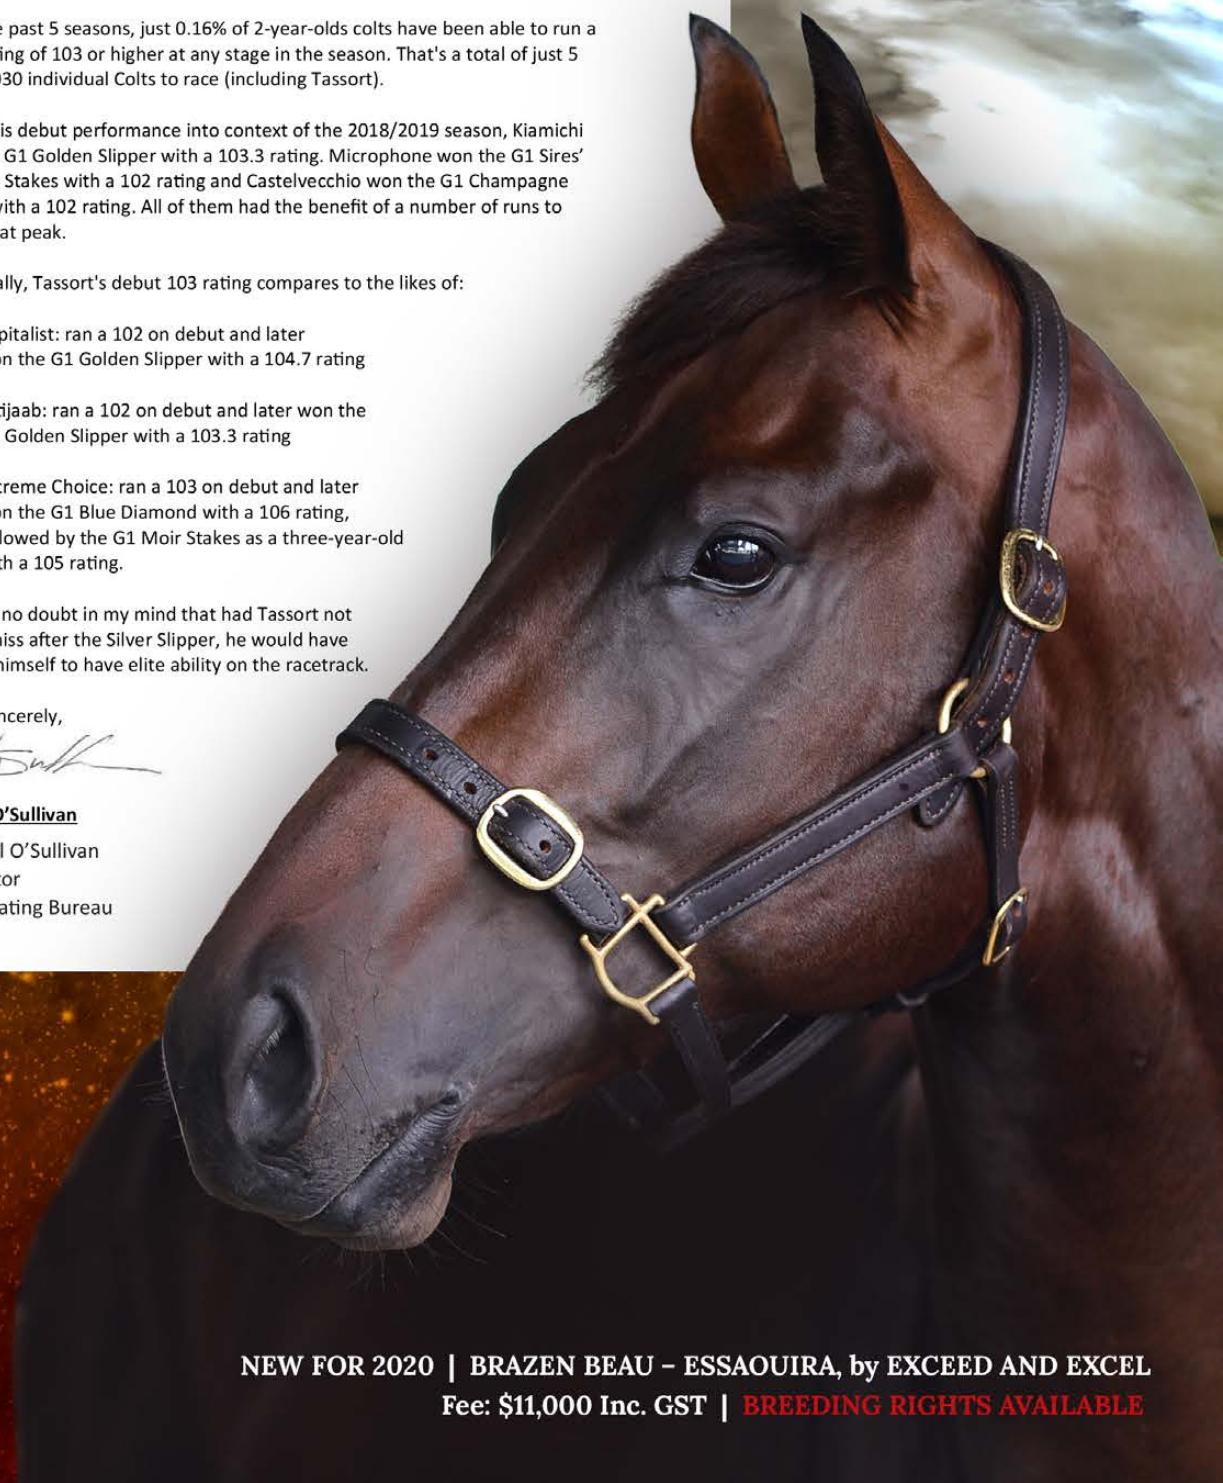 past 5 seasons, just 0.16% of 2-year-olds colts have been able to run a
ing of 103 or higher at any stage in the season. That's a total of just 5
30 individual Colts to race (including Tassort).
is debut performance into context of the 2018/2019 season, Kiamichi
G1 Golden Slipper with a 103.3 rating. Microphone won the G1 Sires’
Stakes with a 102 rating and Castelvecchio won the G1 Champagne
with a 102 rating. All of them had the benefit of a number of runs to
at peak.
ally, Tassort's debut 103 rating compares to the likes of:
pitalist: ran a 102 on debut and later
on the G1 Golden Slipper with a 104.7 rating
tijaab: ran a 102 on debut and later won the
Golden Slipper with a 103.3 rating
treme Choice: ran a 103 on debut and later
on the G1 Blue Diamond with a 106 rating,
lowed by the G1 Moir Stakes as a three-year-old
th a 105 rating.
no doubt in my mind that had Tassort not
iss after the Silver Slipper, he would have
himself to have elite ability on the racetrack.
ncerely,
O’Sullivan
l O’Sullivan
tor
ating Bureau
NEW FOR 2020 | BRAZEN BEAU – ESSAOUIRA, by EXCEED AND EXCEL
Fee: $11,000 Inc. GST | BREEDING RIGHTS AVAILABLE